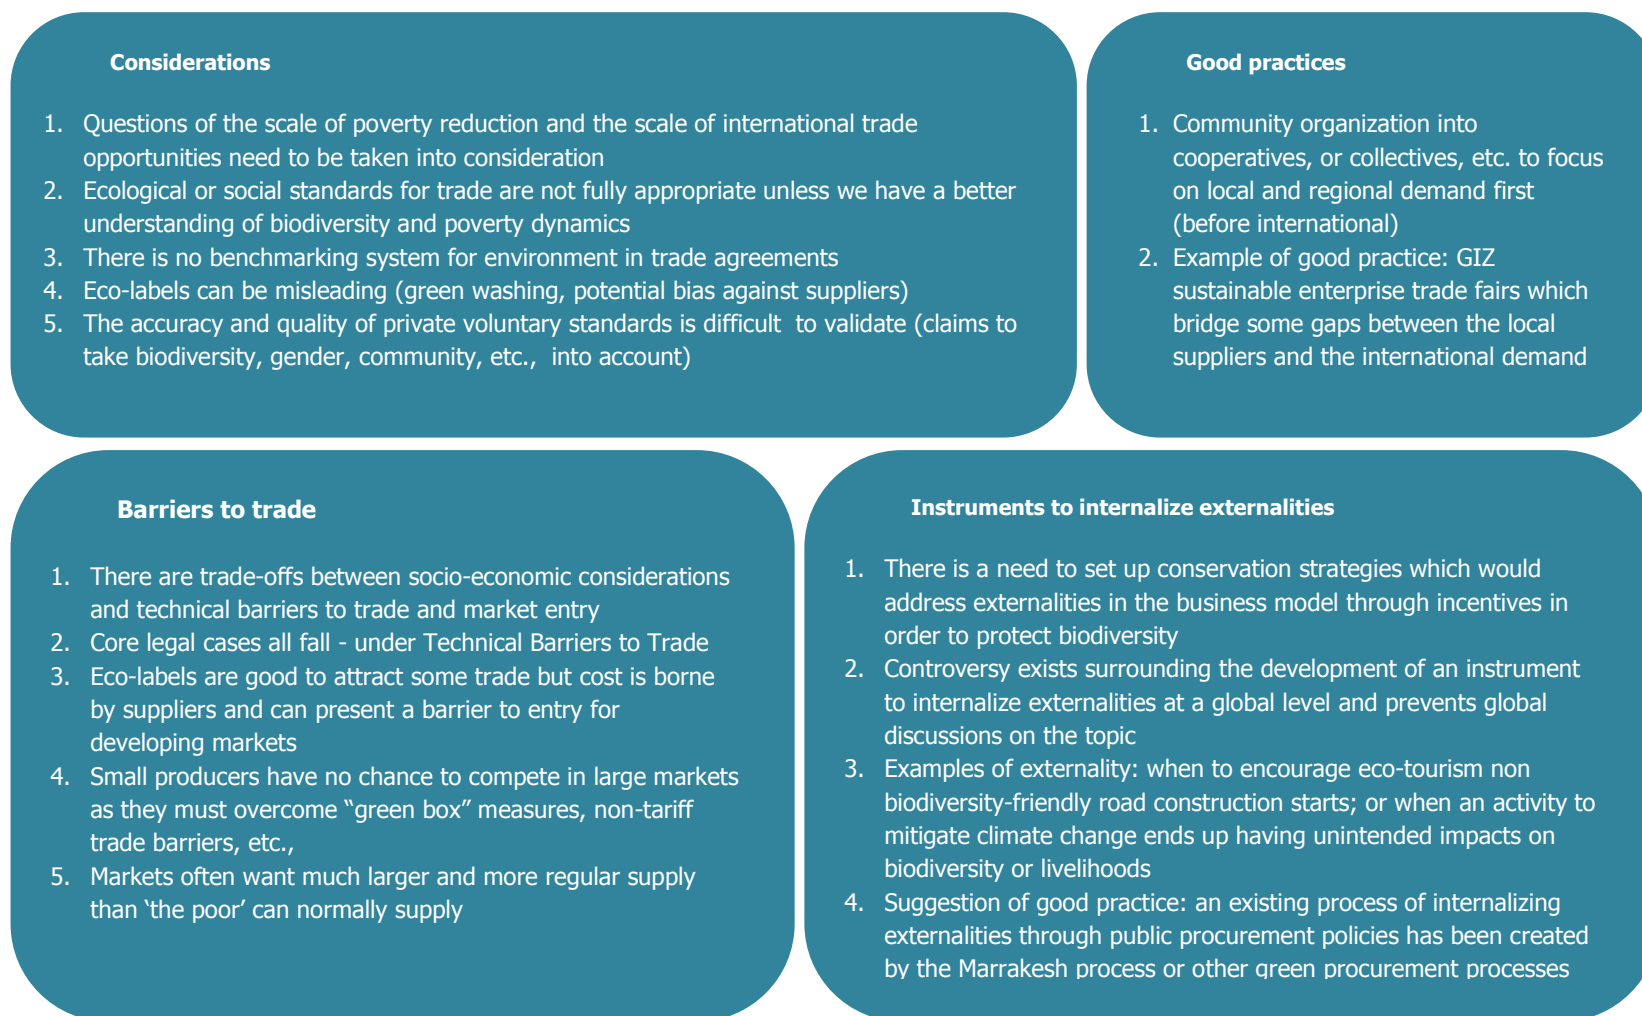 Considerations
1. Questions of the scale of poverty reduction and the scale of international trade
opportunities need to be taken into consideration
2. Ecological or social standards for trade are not fully appropriate unless we have a better
understanding of biodiversity and poverty dynamics
3. There is no benchmarking system for environment in trade agreements
4. Eco-labels can be misleading (green washing, potential bias against suppliers)
5. The accuracy and quality of private voluntary standards is difficult  to validate (claims to
take biodiversity, gender, community, etc.,  into account)
Good practices
1. Community organization into
cooperatives, or collectives, etc. to focus
on local and regional demand first
(before international)
2. Example of good practice: GIZ
sustainable enterprise trade fairs which
bridge some gaps between the local
suppliers and the international demand
Barriers to trade
1. There are trade-offs between socio-economic considerations
and technical barriers to trade and market entry
2. Core legal cases all fall - under Technical Barriers to Trade
3. Eco-labels are good to attract some trade but cost is borne
by suppliers and can present a barrier to entry for
developing markets
4. Small producers have no chance to compete in large markets
as they must overcome “green box” measures, non-tariff
trade barriers, etc.,
5. Markets often want much larger and more regular supply
than ‘the poor’ can normally supply
Instruments to internalize externalities
1. There is a need to set up conservation strategies which would
address externalities in the business model through incentives in
order to protect biodiversity
2. Controversy exists surrounding the development of an instrument
to internalize externalities at a global level and prevents global
discussions on the topic
3. Examples of externality: when to encourage eco-tourism non
biodiversity-friendly road construction starts; or when an activity to
mitigate climate change ends up having unintended impacts on
biodiversity or livelihoods
4. Suggestion of good practice: an existing process of internalizing
externalities through public procurement policies has been created
by the Marrakesh process or other green procurement processes